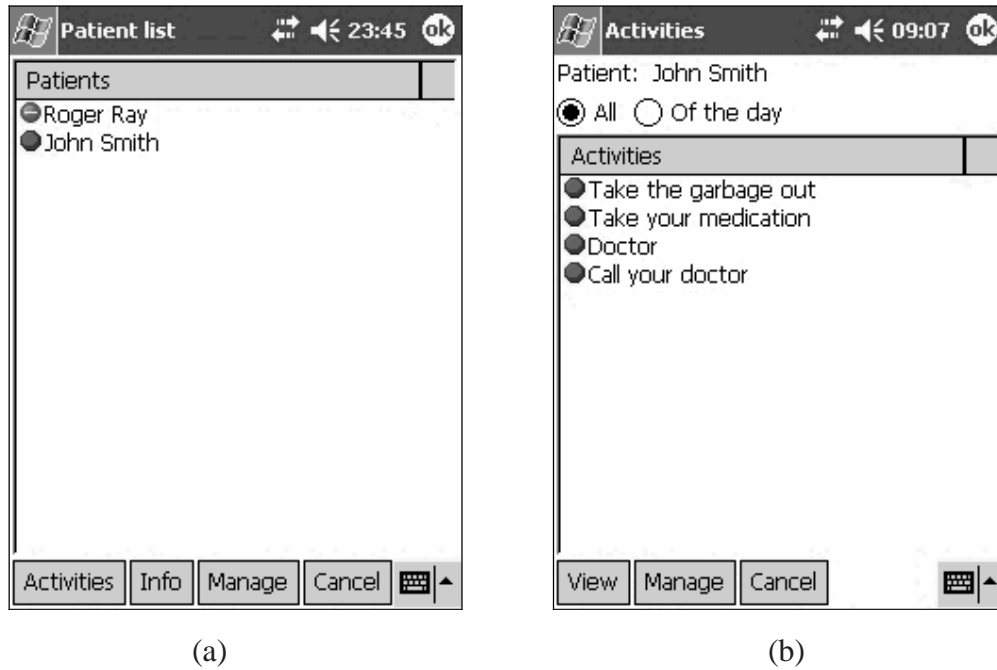 Patient list 23:45 ok
Patients
Roger Ray
John Smith
Activities Info Manage Cancel
(a)
Activities 09:07 ok
Patient: John Smith
All Of the day
Activities
Take the garbage out
Take your medication
Doctor
Call your doctor
View Manage Cancel
(b)